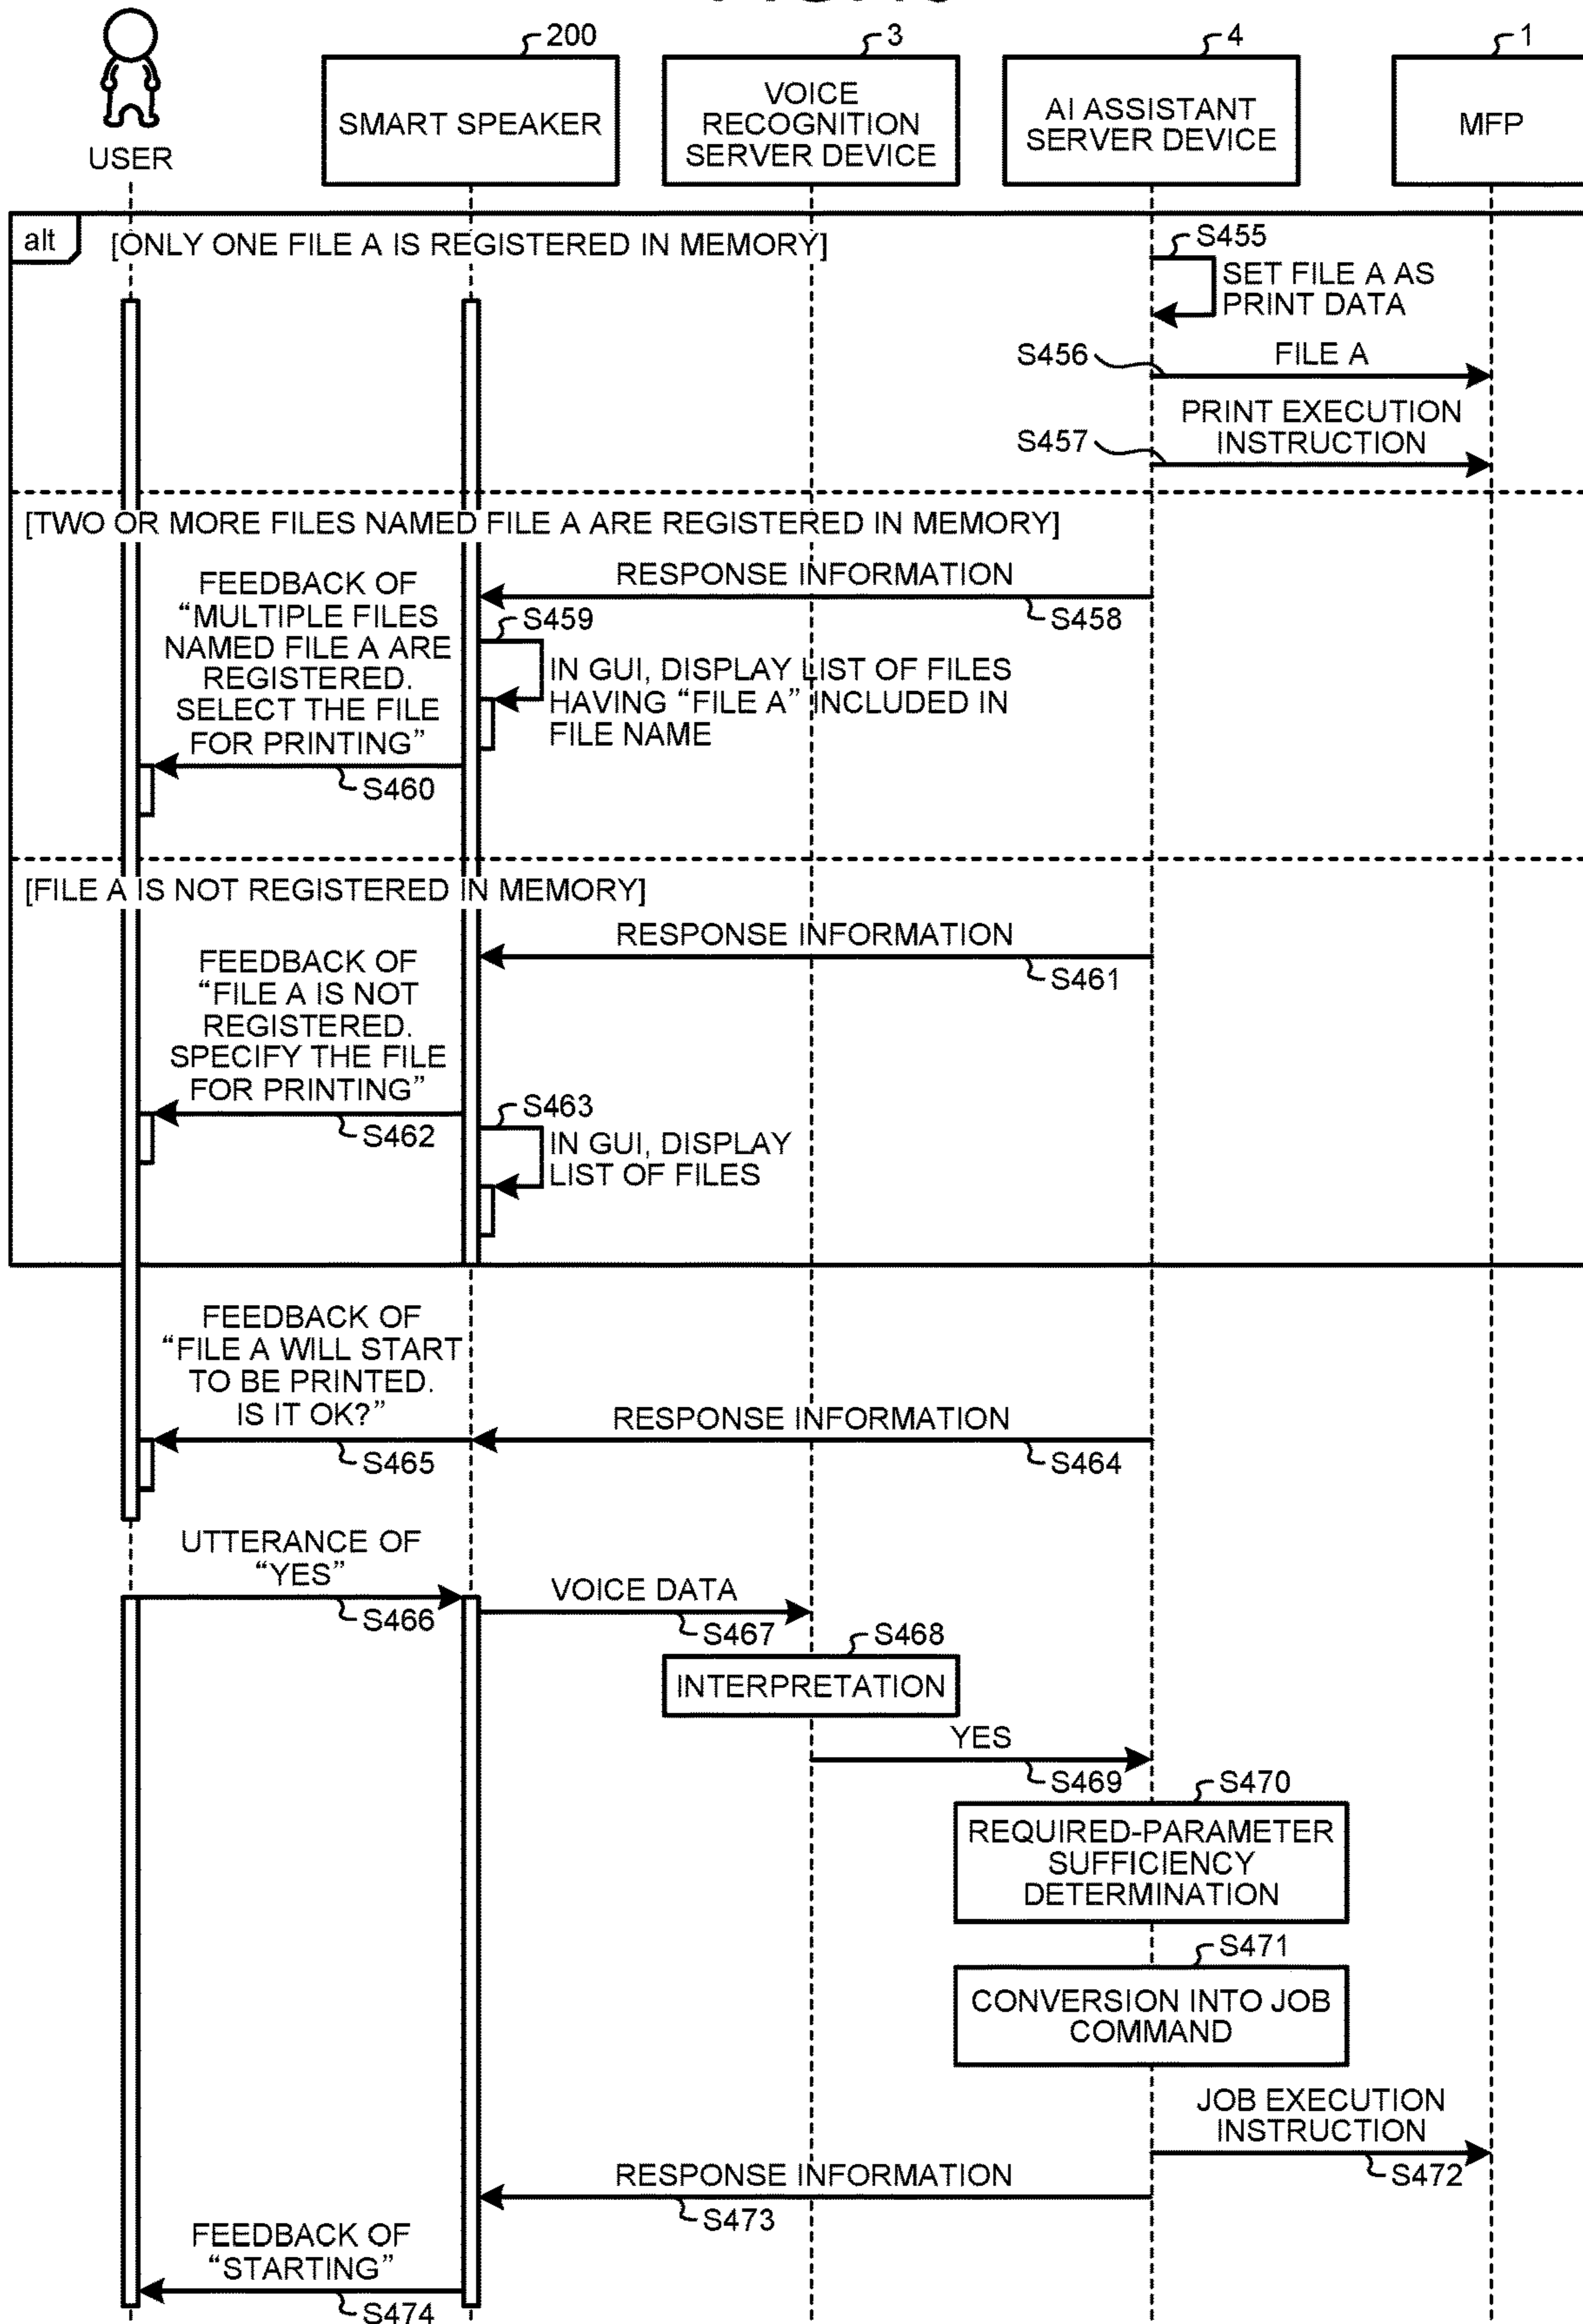 200
3
4
1
USER
SMART SPEAKER
VOICE
RECOGNITION
SERVER DEVICE
AI ASSISTANT
SERVER DEVICE
MFP
alt
[ONLY ONE FILE A IS REGISTERED IN MEMORY]
S455
SET FILE A AS
PRINT DATA
S456
FILE A
PRINT EXECUTION
INSTRUCTION
S457
[TWO OR MORE FILES NAMED FILE A ARE REGISTERED IN MEMORY]
RESPONSE INFORMATION
S458
FEEDBACK OF
“MULTIPLE FILES
NAMED FILE A ARE
REGISTERED.
SELECT THE FILE
FOR PRINTING”
S459
IN GUI, DISPLAY LIST OF FILES
HAVING “FILE A” INCLUDED IN
FILE NAME
S460
[FILE A IS NOT REGISTERED IN MEMORY]
RESPONSE INFORMATION
S461
FEEDBACK OF
“FILE A IS NOT
REGISTERED.
SPECIFY THE FILE
FOR PRINTING”
S462
S463
IN GUI, DISPLAY
LIST OF FILES
FEEDBACK OF
“FILE A WILL START
TO BE PRINTED.
IS IT OK?”
RESPONSE INFORMATION
S465
S464
UTTERANCE OF
“YES”
S466
VOICE DATA
S467
S468
INTERPRETATION
YES
S469
S470
REQUIRED-PARAMETER
SUFFICIENCY
DETERMINATION
S471
CONVERSION INTO JOB
COMMAND
JOB EXECUTION
INSTRUCTION
S472
RESPONSE INFORMATION
S473
FEEDBACK OF
“STARTING”
S474